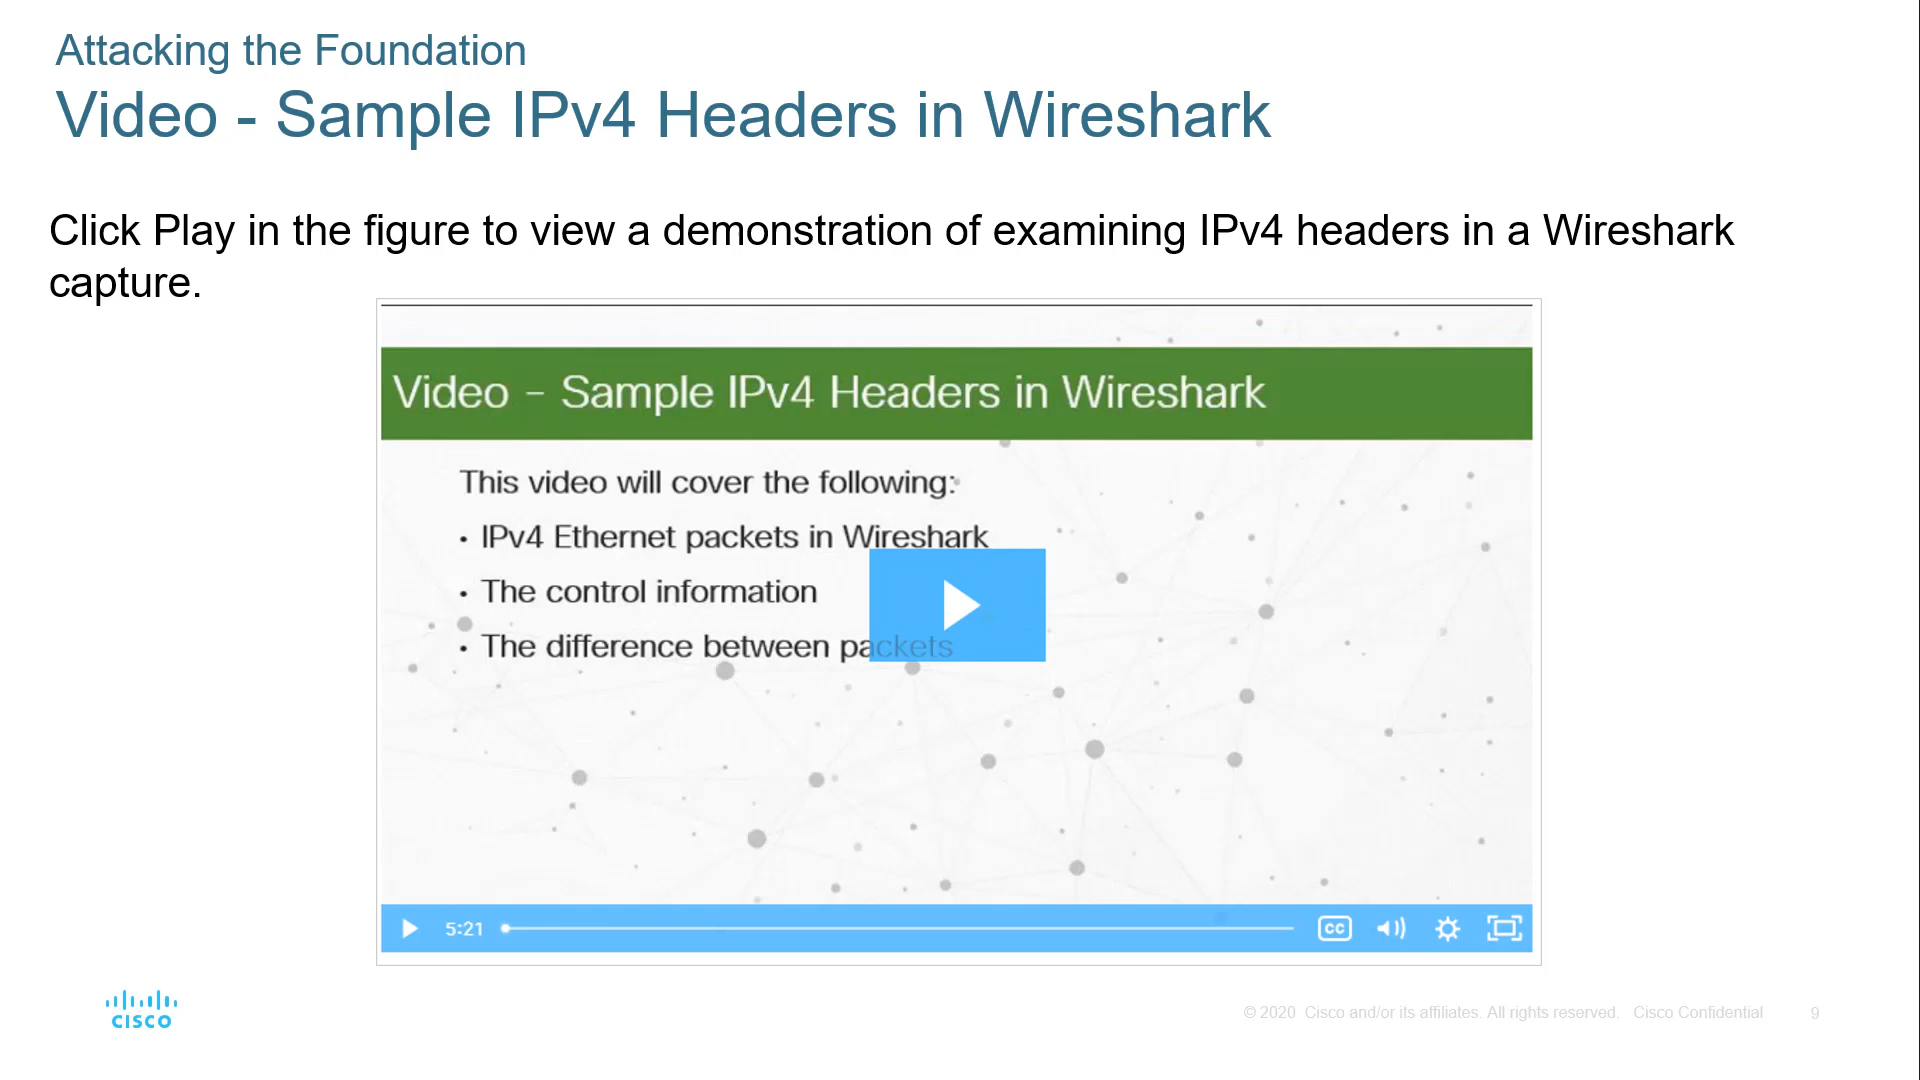 Attacking the Foundation
Video - Sample IPv4 Headers in Wireshark
Click Play in the figure to view a demonstration of examining IPv4 headers in a Wireshark
capture.
Video – Sample IPv4 Headers in Wireshark
This video will cover the following:
• IPv4 Ethernet packets in Wireshark
• The control information
• The difference between packets
5:21
CC
CISCO
© 2020 Cisco and/or its affiliates. All rights reserved. Cisco Confidential
9